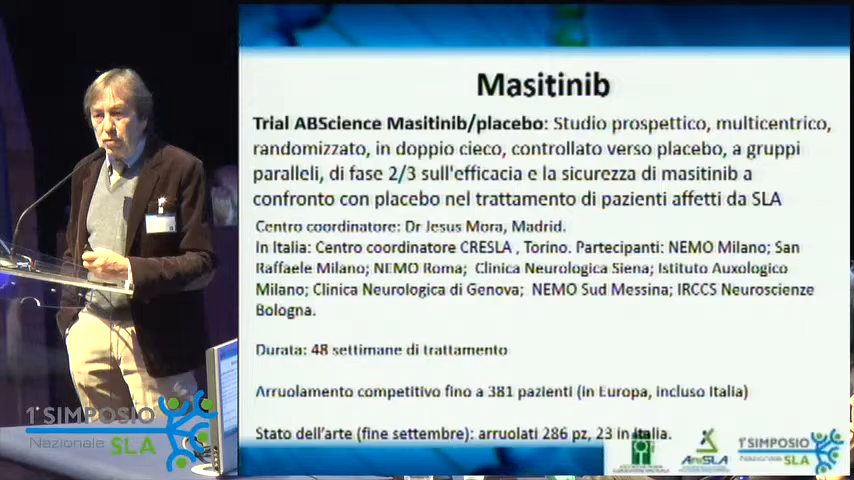 Masitinib
Trial ABScience Masitinib/placebo: Studio prospettico, multicentrico,
randomizzato, in doppio cieco, controllato verso placebo, a gruppi
paralleli, di fase 2/3 sull'efficacia e la sicurezza di masitinib a
confronto con placebo nel trattamento di pazienti affetti da SLA
Centro coordinatore: Dr Jesus Mora, Madrid.
In Italia: Centro coordinatore CRESLA , Torino. Partecipanti: NEMO Milano; San
Raffaele Milano; NEMO Roma; Clinica Neurologica Siena; Istituto Auxologico
Milano; Clinica Neurologica di Genova; NEMO Sud Messina; IRCCS Neuroscienze
Bologna.
Durata: 48 settimane di trattamento
Arruolamento competitivo fino a 381 pazienti (in Europa, incluso Italia)
Stato dell'arte (fine settembre): arruolati 286 pz, 23 in Italia.
1° SIMPOSIO
Nazionale SLA
AriSLA
1° SIMPOSIO
Nazionale SLA